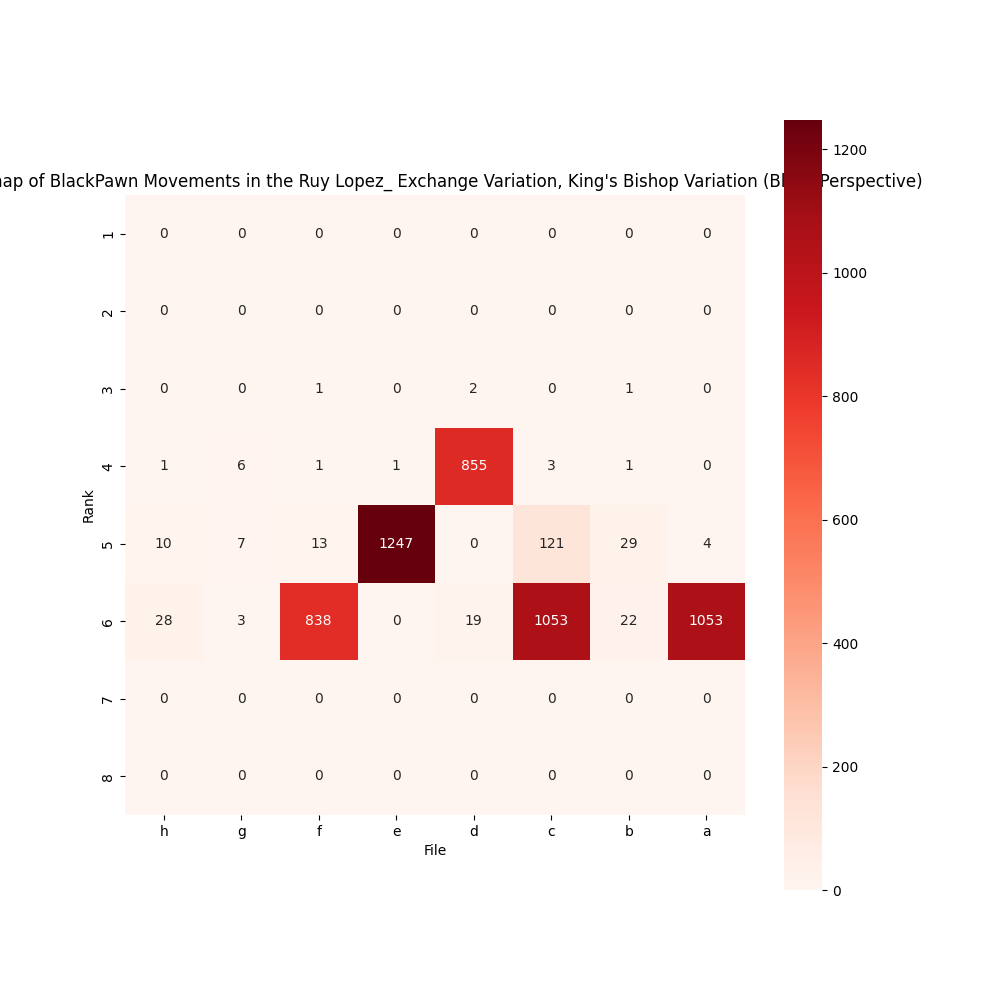 1200
ap of BlackPawn Movements in the Ruy Lopez_ Exchange Variation, King's Bishop Variation (Bl Perspective)
1 0 0 0 0 0 0 0 0
2 0 0 0 0 0 0 0 0
1000
3 0 0 1 0 2 0 1 0
800
4 1 6 1 1 855 3 1 0
Rank
5 10 7 13 1247 0 121 29 4
600
6 28 3 838 0 19 1053 22 1053
400
7 0 0 0 0 0 0 0 0
200
8 0 0 0 0 0 0 0 0
h g f e d c b a
File
0